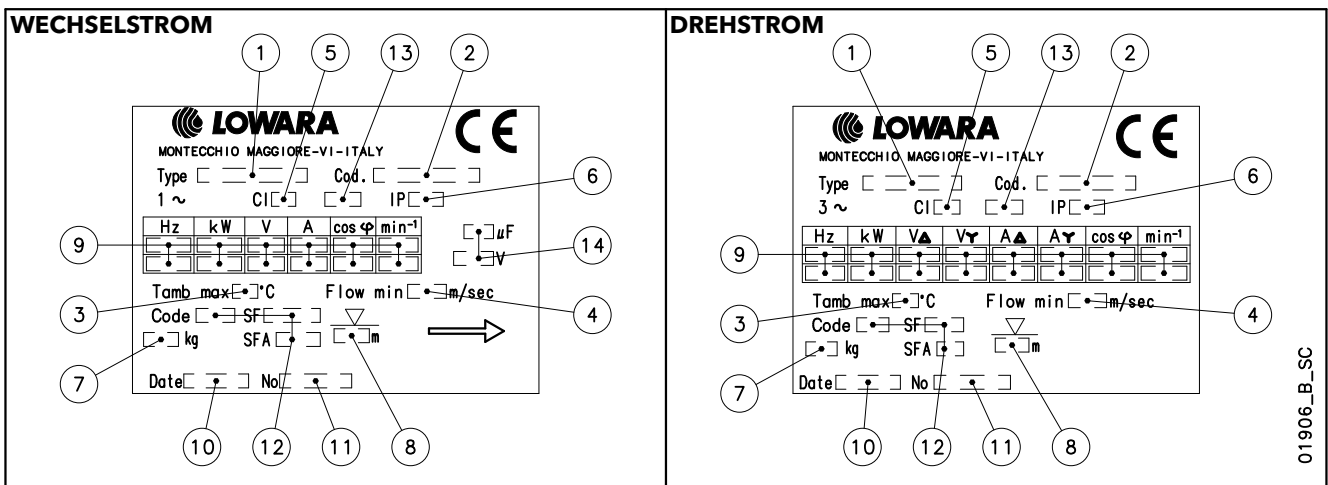 WECHSELSTROM
1 5 13 2
LOWARA CE
MONTECCHIO MAGGIORE-VI-ITALY
Type Cod.
6
1 ~ CI IP
Hz kW V A cos φ min⁻¹
µF
9
V 14
Tamb max °C Flow min m/sec
3 4
Code SF
kg SFA m
7
Date No
10 12 11 8
DREHSTROM
1 5 13 2
LOWARA CE
MONTECCHIO MAGGIORE-VI-ITALY
Type Cod.
6
3 ~ CI IP
Hz kW V△ VY A△ AY cos φ min⁻¹
9
Tamb max °C Flow min m/sec
3 4
Code SF
kg SFA m
7
Date No
10 12 11 8
01906_B_SC